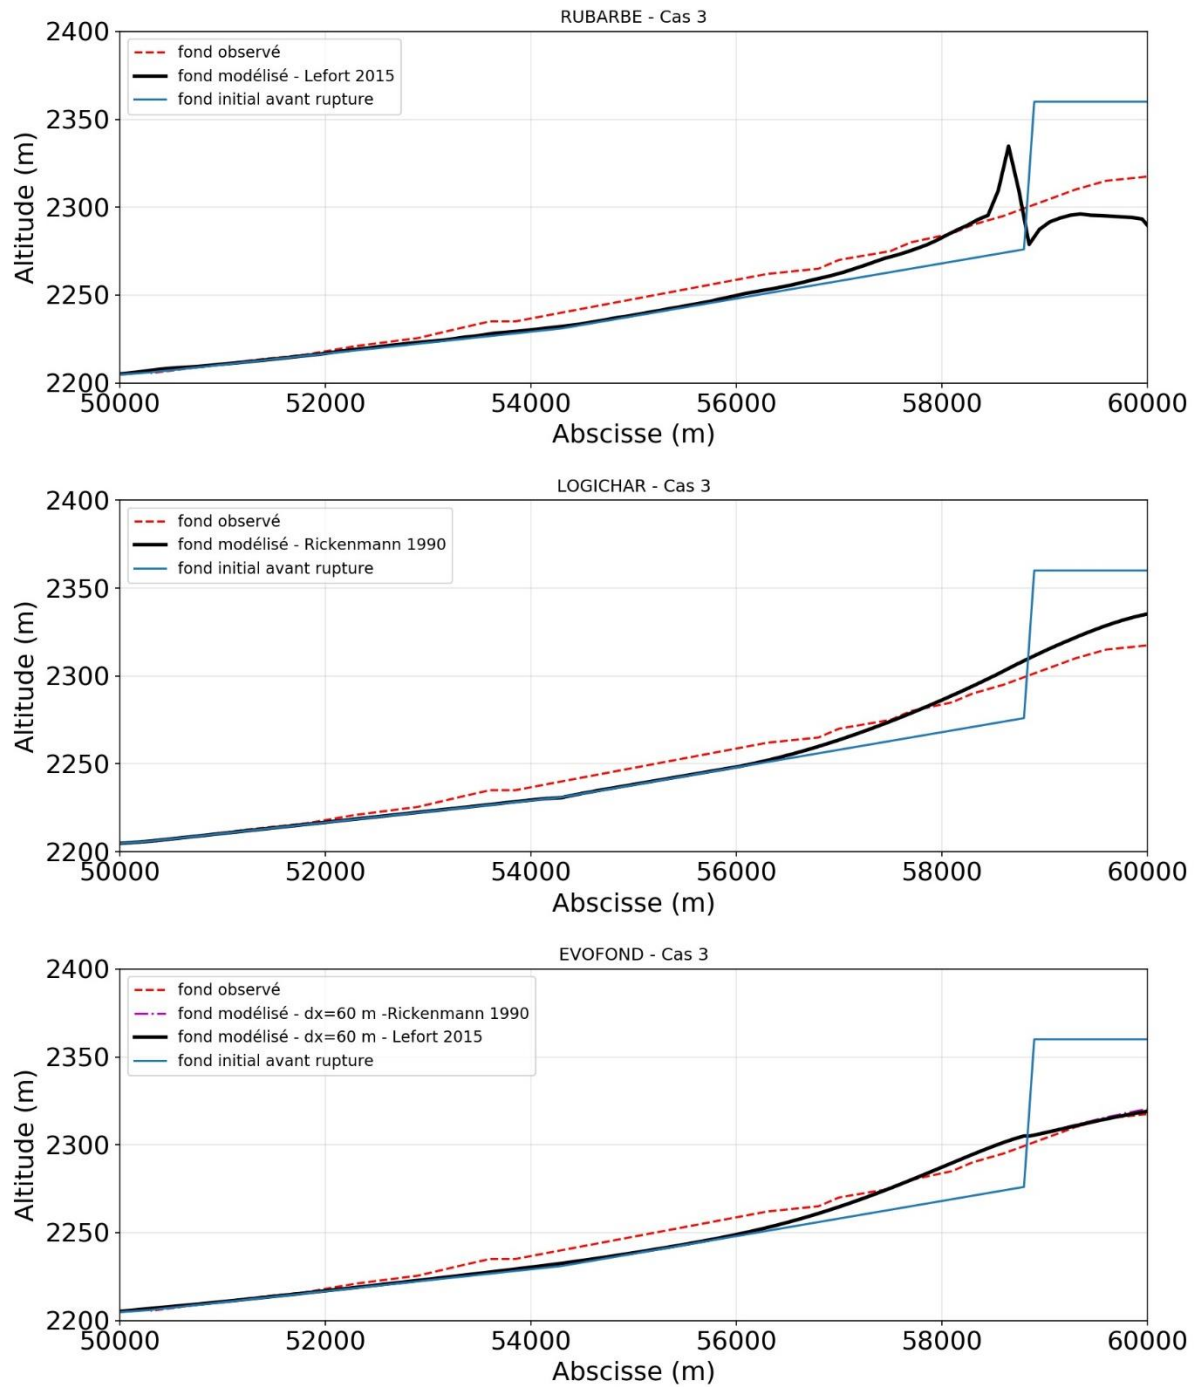 RUBARBE - Cas 3
2400
2350
2300
2250
2200
Altitude (m)
fond observé
fond modélisé - Lefort 2015
fond initial avant rupture
50000 52000 54000 56000 58000 60000
Abscisse (m)
LOGICHAR - Cas 3
2400
2350
2300
2250
2200
Altitude (m)
fond observé
fond modélisé - Rickenmann 1990
fond initial avant rupture
50000 52000 54000 56000 58000 60000
Abscisse (m)
EVOFOND - Cas 3
2400
2350
2300
2250
2200
Altitude (m)
fond observé
fond modélisé - dx=60 m -Rickenmann 1990
fond modélisé - dx=60 m - Lefort 2015
fond initial avant rupture
50000 52000 54000 56000 58000 60000
Abscisse (m)